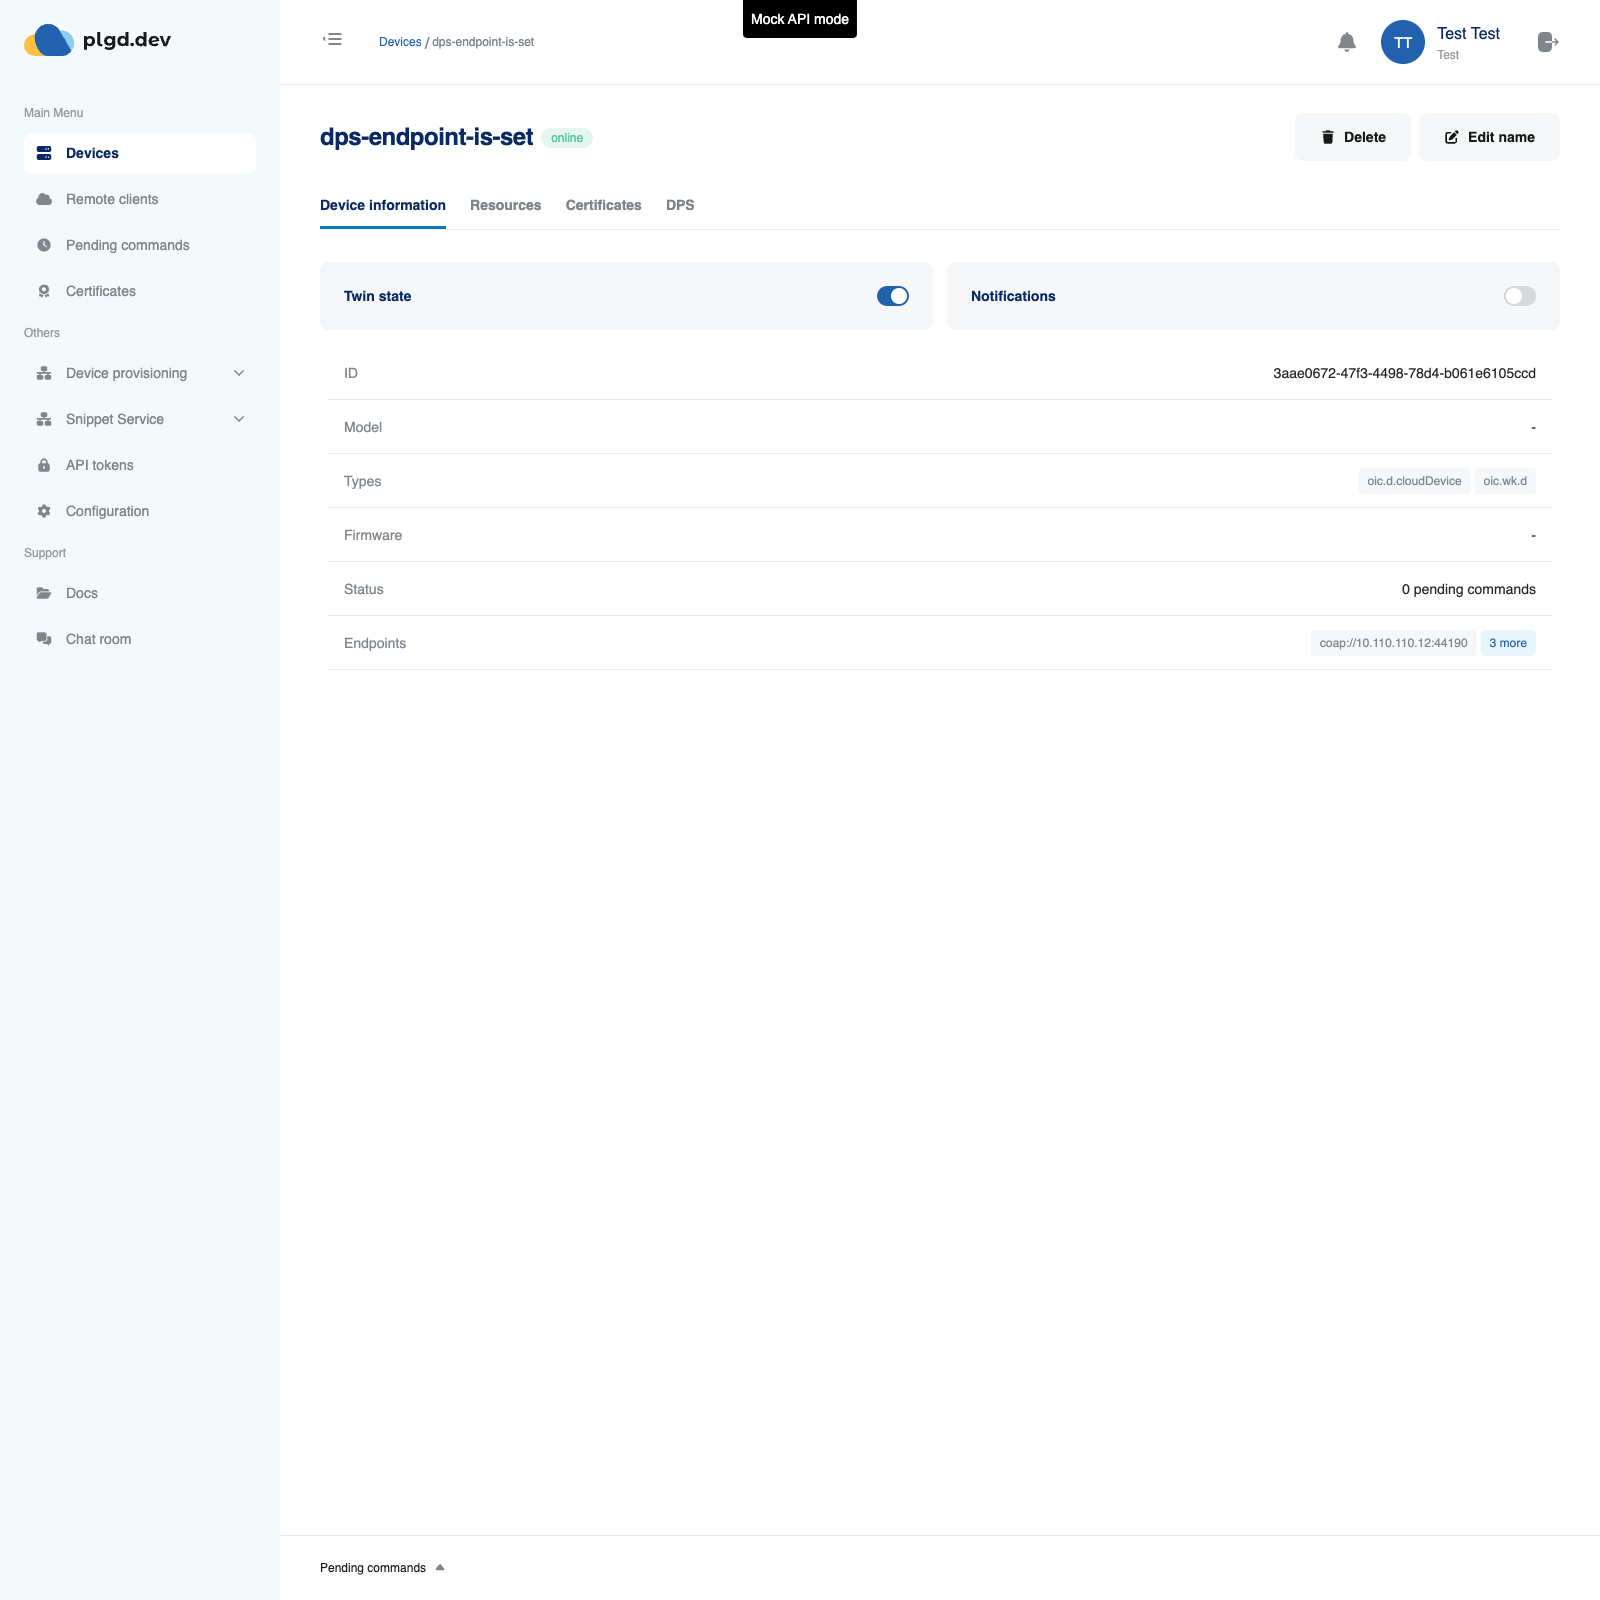 plgd.dev
Main Menu
Devices
Remote clients
Pending commands
Certificates
Others
Device provisioning
Snippet Service
API tokens
Configuration
Support
Docs
Chat room
Devices / dps-endpoint-is-set
Mock API mode
TT
Test Test
Test
dps-endpoint-is-set online
Delete
Edit name
Device information Resources Certificates DPS
Twin state
Notifications
ID 3aae0672-47f3-4498-78d4-b061e6105ccd
Model -
Types oic.d.cloudDevice oic.wk.d
Firmware -
Status 0 pending commands
Endpoints coap://10.110.110.12:44190 3 more
Pending commands